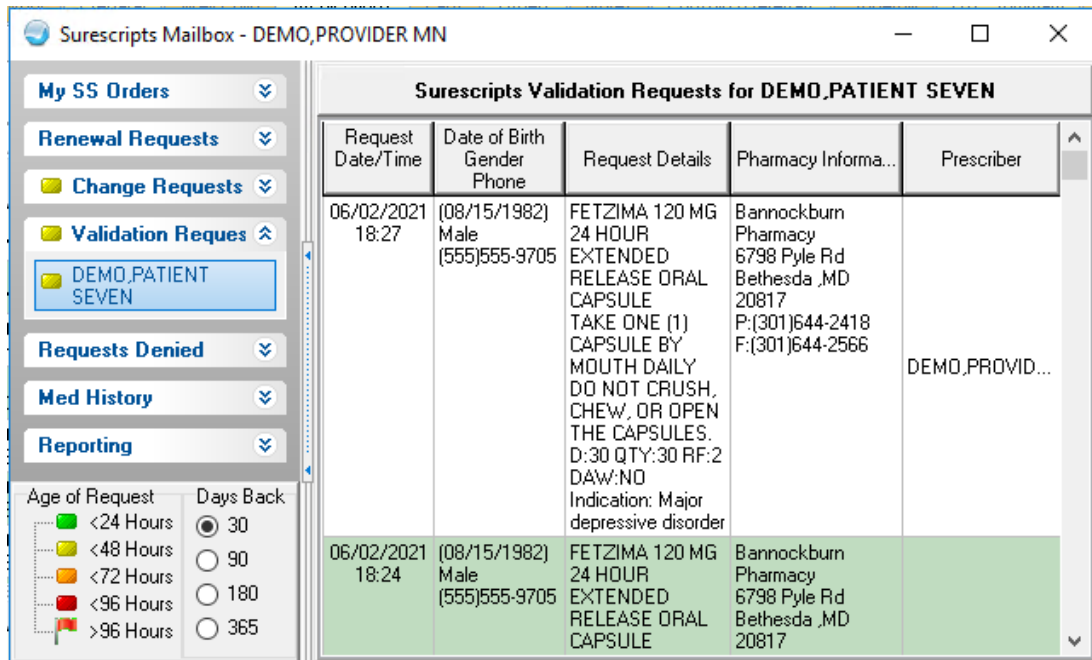 Surescripts Mailbox - DEMO,PROVIDER MN
My SS Orders
Renewal Requests
Change Requests
Validation Reques
DEMO,PATIENT
SEVEN
Requests Denied
Med History
Reporting
Age of Request
<24 Hours
<48 Hours
<72 Hours
<96 Hours
>96 Hours
Days Back
30
90
180
365
Surescripts Validation Requests for DEMO,PATIENT SEVEN
Request
Date/Time
Date of Birth
Gender
Phone
Request Details
Pharmacy Informa...
Prescriber
06/02/2021
18:27
(08/15/1982)
Male
(555)555-9705
FETZIMA 120 MG
24 HOUR
EXTENDED
RELEASE ORAL
CAPSULE
TAKE ONE (1)
CAPSULE BY
MOUTH DAILY
DO NOT CRUSH,
CHEW, OR OPEN
THE CAPSULES.
D:30 QTY:30 RF:2
DAW:NO
Indication: Major
depressive disorder
Bannockburn
Pharmacy
6798 Pyle Rd
Bethesda ,MD
20817
P:(301)644-2418
F:(301)644-2566
DEMO,PROVID...
06/02/2021
18:24
(08/15/1982)
Male
(555)555-9705
FETZIMA 120 MG
24 HOUR
EXTENDED
RELEASE ORAL
CAPSULE
Bannockburn
Pharmacy
6798 Pyle Rd
Bethesda ,MD
20817